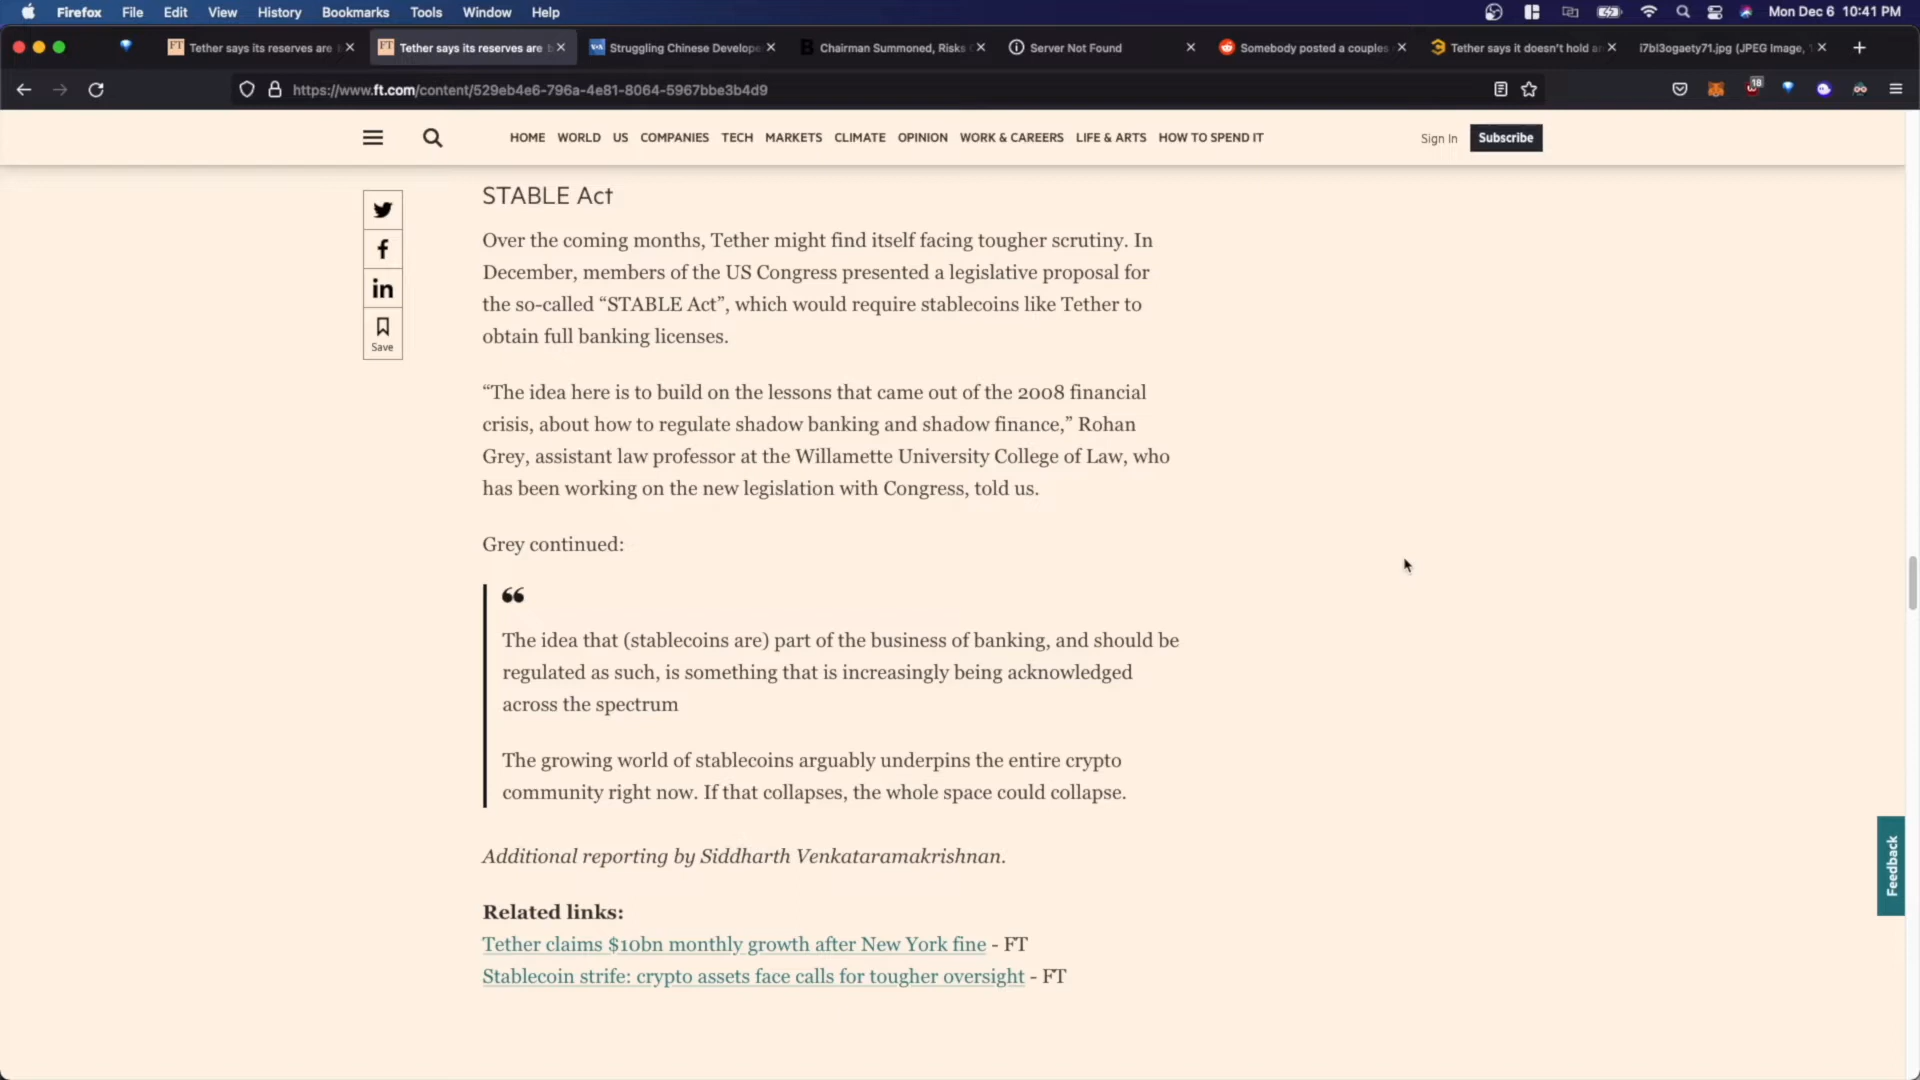 Firefox File Edit View History Bookmarks Tools Window Help Mon Dec 6 10:41 PM
FT Tether says its reserves are FT Tether says its reserves are b VOA Struggling Chinese Develope B Chairman Summoned, Risks Server Not Found Somebody posted a couples Tether says it doesn't hold an i7bl3ogaety71.jpg (JPEG Image, 1
https://www.ft.com/content/529eb4e6-796a-4e81-8064-5967bbe3b4d9 18
HOME WORLD US COMPANIES TECH MARKETS CLIMATE OPINION WORK & CAREERS LIFE & ARTS HOW TO SPEND IT Sign In Subscribe
Save
STABLE Act
Over the coming months, Tether might find itself facing tougher scrutiny. In
December, members of the US Congress presented a legislative proposal for
the so-called “STABLE Act”, which would require stablecoins like Tether to
obtain full banking licenses.
“The idea here is to build on the lessons that came out of the 2008 financial
crisis, about how to regulate shadow banking and shadow finance,” Rohan
Grey, assistant law professor at the Willamette University College of Law, who
has been working on the new legislation with Congress, told us.
Grey continued:
“
The idea that (stablecoins are) part of the business of banking, and should be
regulated as such, is something that is increasingly being acknowledged
across the spectrum
The growing world of stablecoins arguably underpins the entire crypto
community right now. If that collapses, the whole space could collapse.
Additional reporting by Siddharth Venkataramakrishnan.
Related links:
Tether claims $10bn monthly growth after New York fine - FT
Stablecoin strife: crypto assets face calls for tougher oversight - FT
Feedback